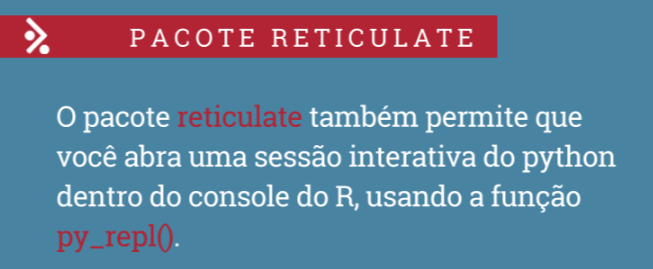 PACOTE RETICULATE
O pacote reticulate também permite que
você abra uma sessão interativa do python
dentro do console do R, usando a função
py_repl().